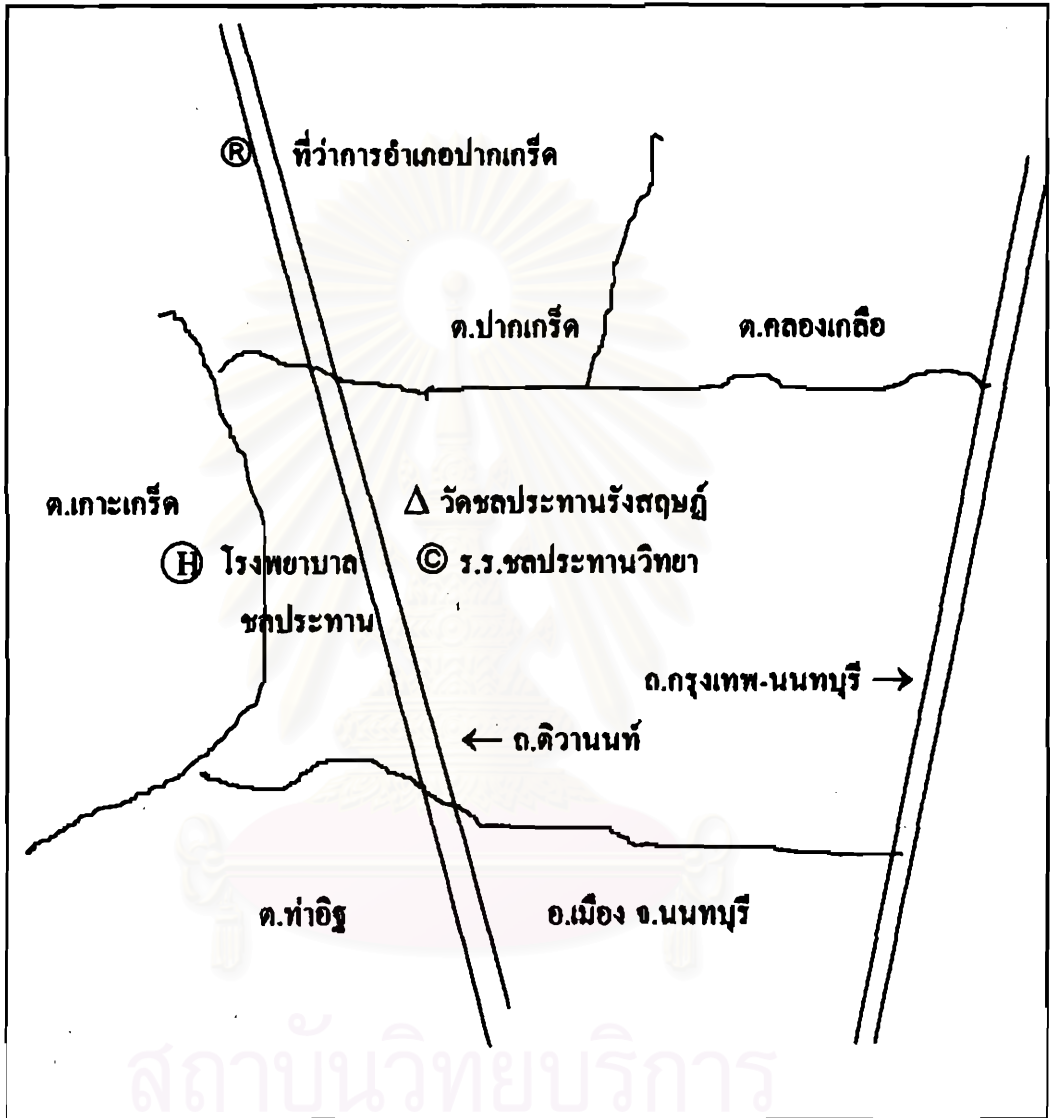 Ⓡ ที่ว่าการอำเภอปากเกร็ด
ต.ปากเกร็ด
ต.คลองเกลือ
ต.เกาะเกร็ด
Δ วัดชลประทานรังสฤษฏ์
Ⓗ โรงพยาบาล
ชลประทาน
© ร.ร.ชลประทานวิทยา
ถ.กรุงเทพ-นนทบุรี →
← ถ.ติวานนท์
ต.ท่าอิฐ
อ.เมือง จ.นนทบุรี
สถาบันวิทยบริการ